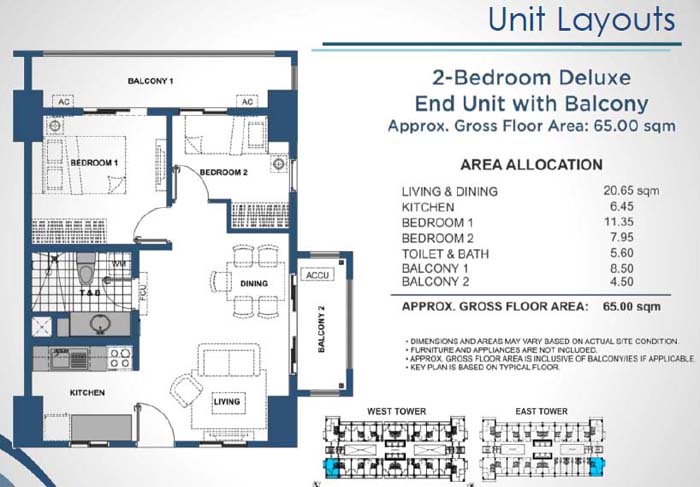 Unit Layouts
2-Bedroom Deluxe
End Unit with Balcony
Approx. Gross Floor Area: 65.00 sqm
AREA ALLOCATION
LIVING & DINING 20.65 sqm
KITCHEN 6.45
BEDROOM 1 11.35
BEDROOM 2 7.95
TOILET & BATH 5.60
BALCONY 1 8.50
BALCONY 2 4.50
APPROX. GROSS FLOOR AREA: 65.00 sqm
• DIMENSIONS AND AREAS MAY VARY BASED ON ACTUAL SITE CONDITION.
• FURNITURE AND APPLIANCES ARE NOT INCLUDED.
• APPROX. GROSS FLOOR AREA IS INCLUSIVE OF BALCONY/IES IF APPLICABLE.
• KEY PLAN IS BASED ON TYPICAL FLOOR.
WEST TOWER
EAST TOWER
BALCONY 1
AC
AC
BEDROOM 1
BEDROOM 2
WM
T & B
FCU
DINING
ACCU
BALCONY 2
KITCHEN
LIVING